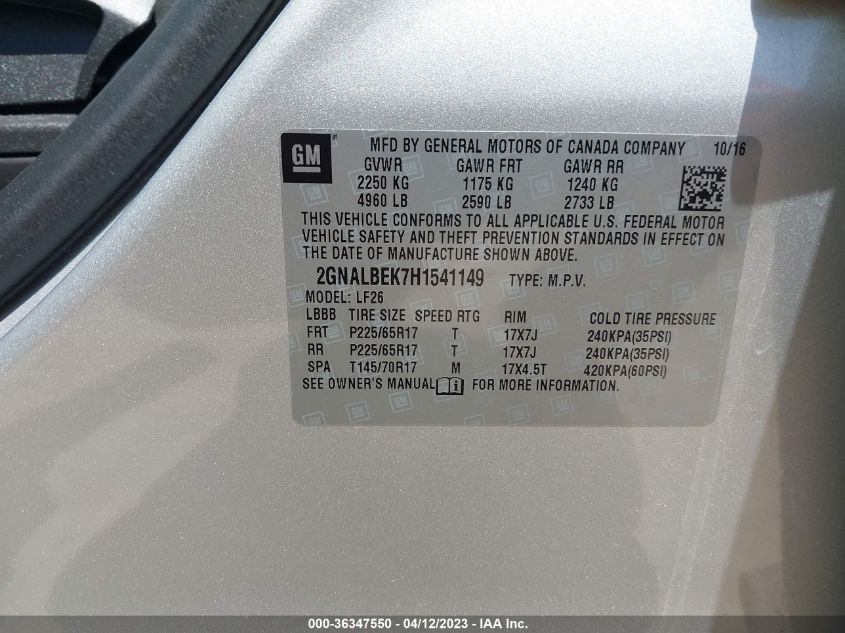 GM MFD BY GENERAL MOTORS OF CANADA COMPANY 10/16
GVWR GAWR FRT GAWR RR
2250 KG 1175 KG 1240 KG
4960 LB 2590 LB 2733 LB
THIS VEHICLE CONFORMS TO ALL APPLICABLE U.S. FEDERAL MOTOR
VEHICLE SAFETY AND THEFT PREVENTION STANDARDS IN EFFECT ON
THE DATE OF MANUFACTURE SHOWN ABOVE.
2GNALBEK7H1541149 TYPE: M.P.V.
MODEL: LF26
LBBB TIRE SIZE SPEED RTG RIM COLD TIRE PRESSURE
FRT P225/65R17 T 17X7J 240KPA(35PSI)
RR P225/65R17 T 17X7J 240KPA(35PSI)
SPA T145/70R17 M 17X4.5T 420KPA(60PSI)
SEE OWNER'S MANUAL FOR MORE INFORMATION.
000-36347550 - 04/12/2023 - IAA Inc.